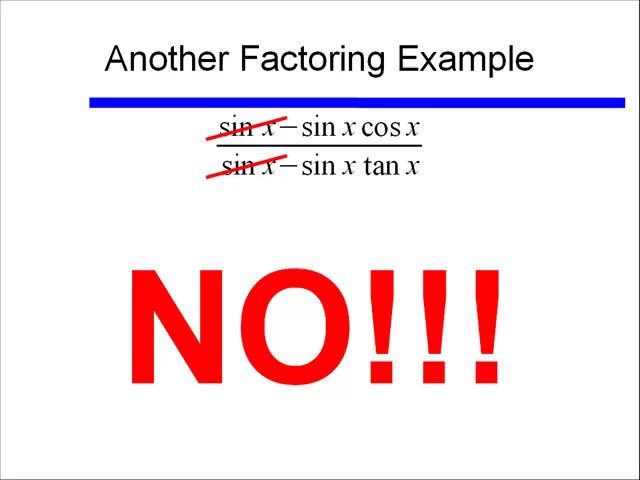 Another Factoring Example
sin x − sin x cos x
sin x − sin x tan x
NO!!!